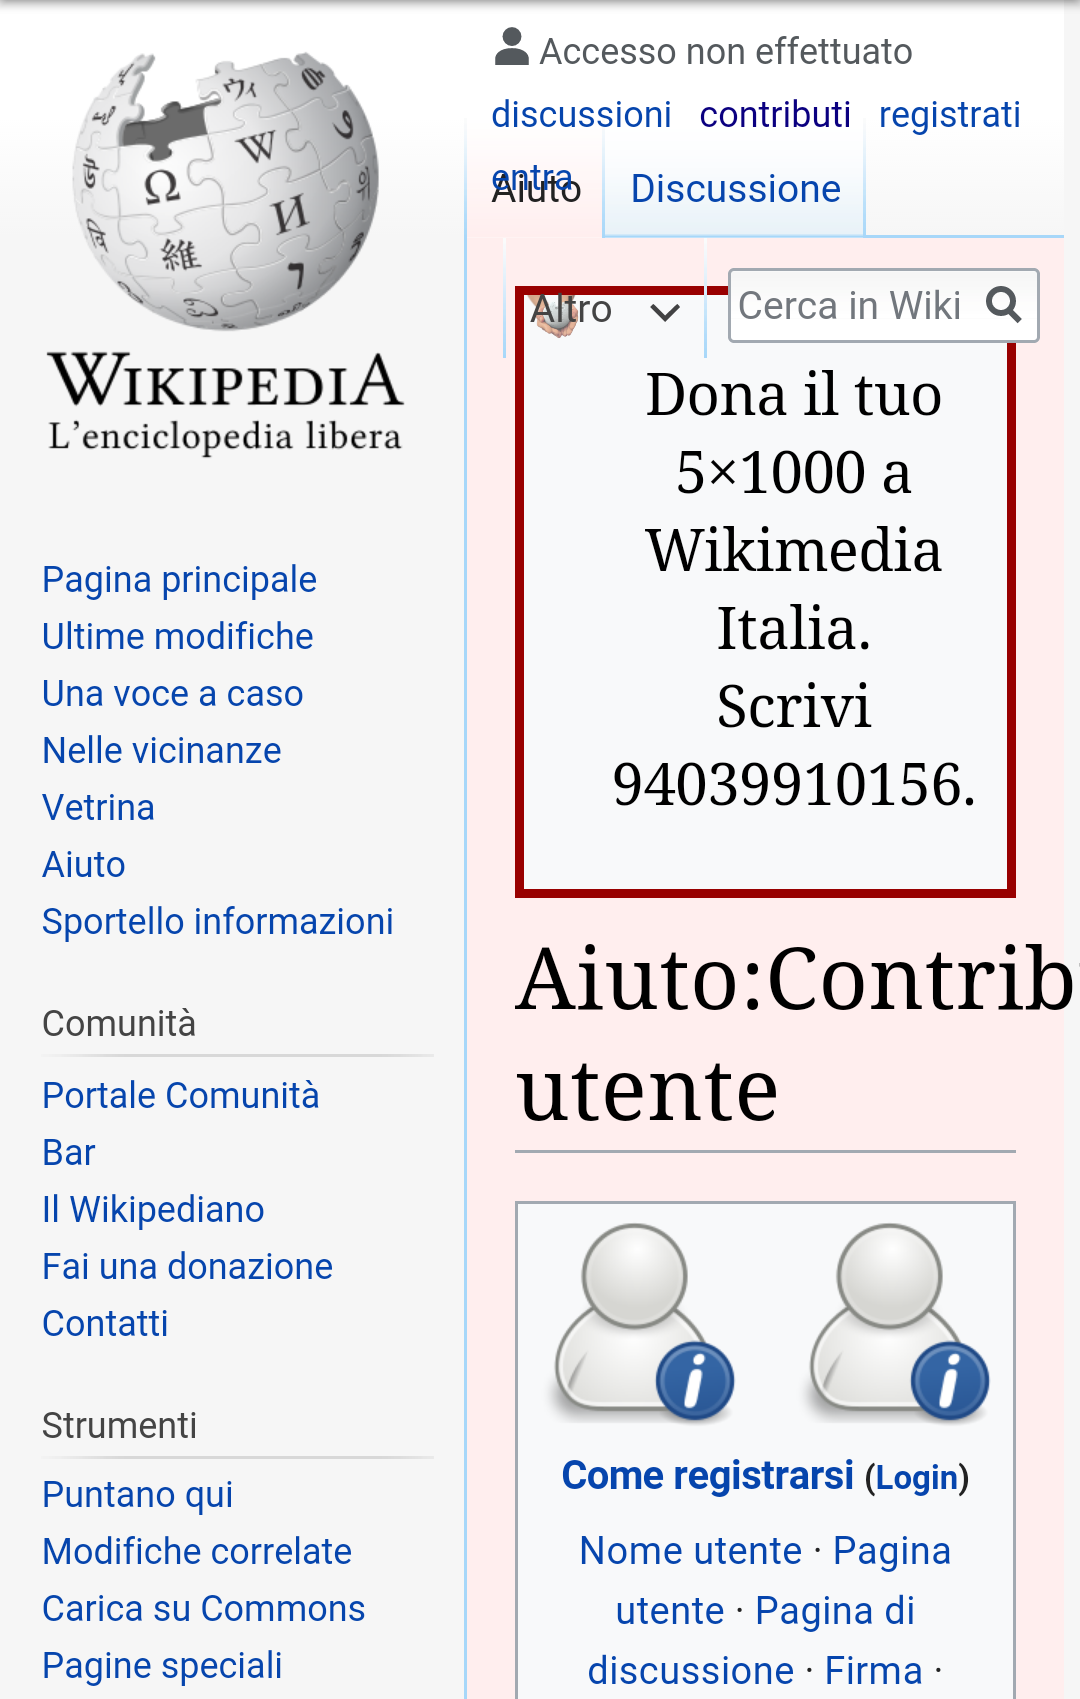 WIKIPEDIA
L'enciclopedia libera
Accesso non effettuato
discussioni contributi registrati
entra
Aiuto Discussione
Altro
Cerca in Wiki
Dona il tuo
5×1000 a
Wikimedia
Italia.
Scrivi
94039910156.
Pagina principale
Ultime modifiche
Una voce a caso
Nelle vicinanze
Vetrina
Aiuto
Sportello informazioni
Comunità
Portale Comunità
Bar
Il Wikipediano
Fai una donazione
Contatti
Strumenti
Puntano qui
Modifiche correlate
Carica su Commons
Pagine speciali
Aiuto:Contrib
utente
Come registrarsi (Login)
Nome utente · Pagina
utente · Pagina di
discussione · Firma ·